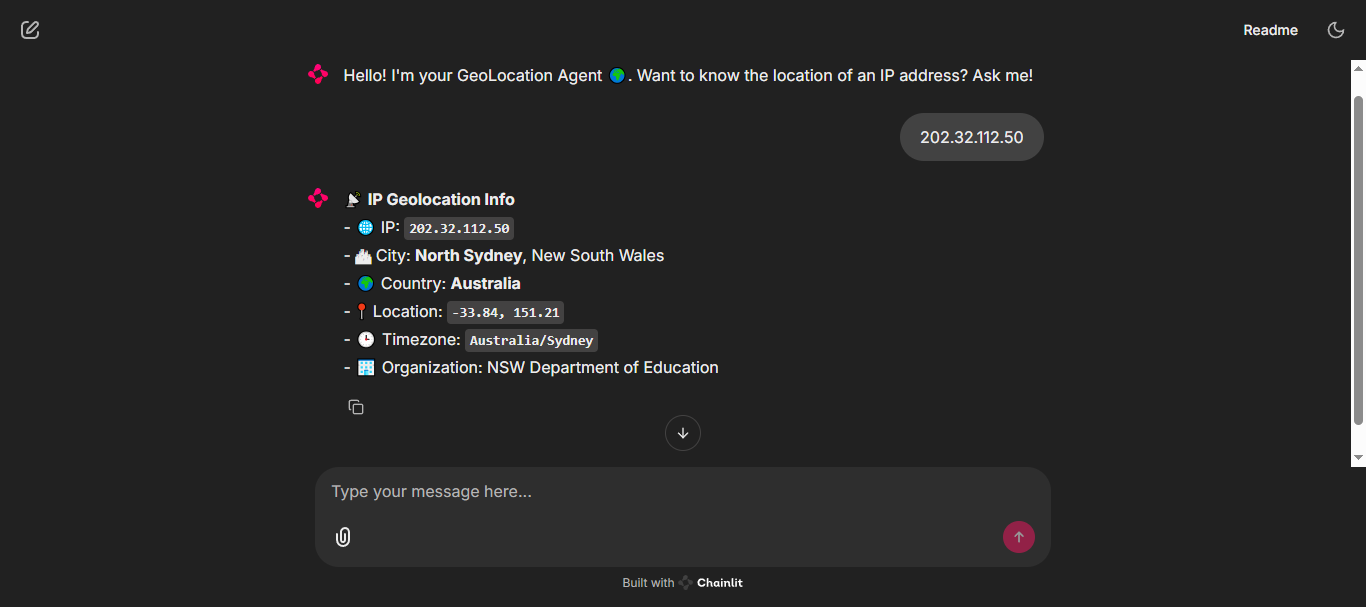 Readme
Hello! I'm your GeoLocation Agent 🌍. Want to know the location of an IP address? Ask me!
202.32.112.50
📡 IP Geolocation Info
- 🌐 IP: 202.32.112.50
- 🏙️ City: North Sydney, New South Wales
- 🌍 Country: Australia
- 📍 Location: -33.84, 151.21
- 🕒 Timezone: Australia/Sydney
- 🏢 Organization: NSW Department of Education
Type your message here...
Built with Chainlit